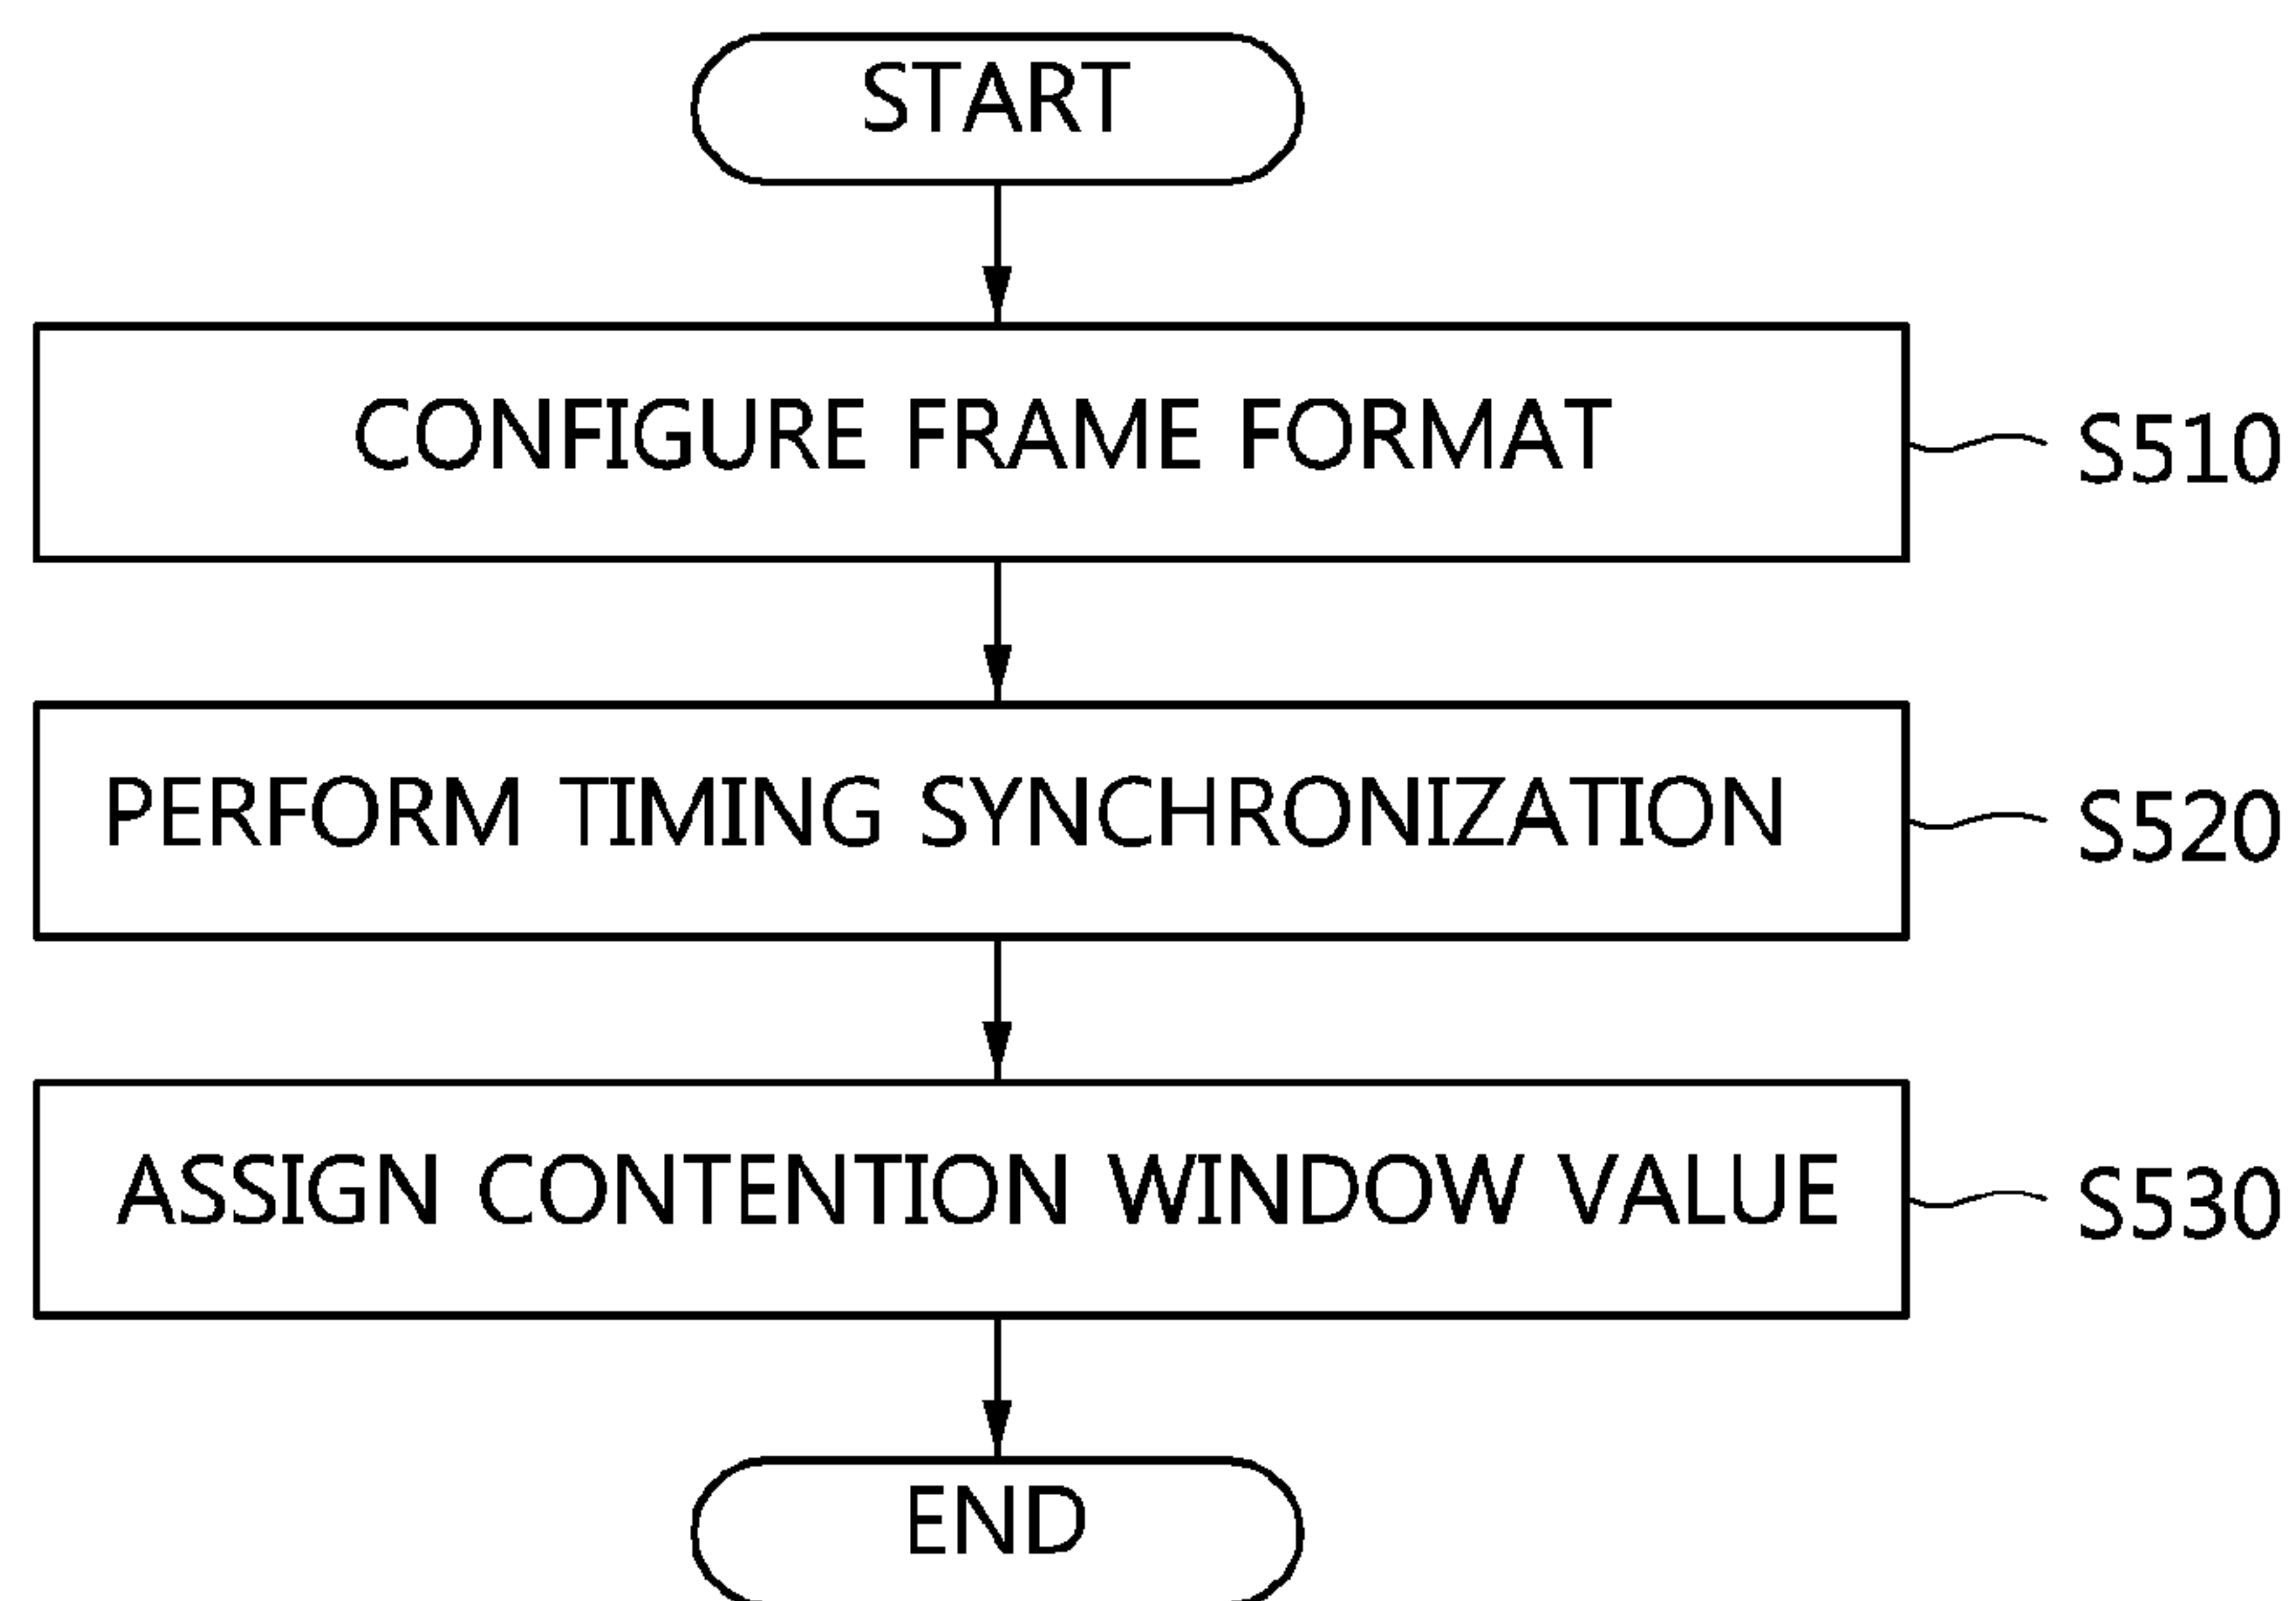 START
CONFIGURE FRAME FORMAT
S510
PERFORM TIMING SYNCHRONIZATION
S520
ASSIGN CONTENTION WINDOW VALUE
S530
END